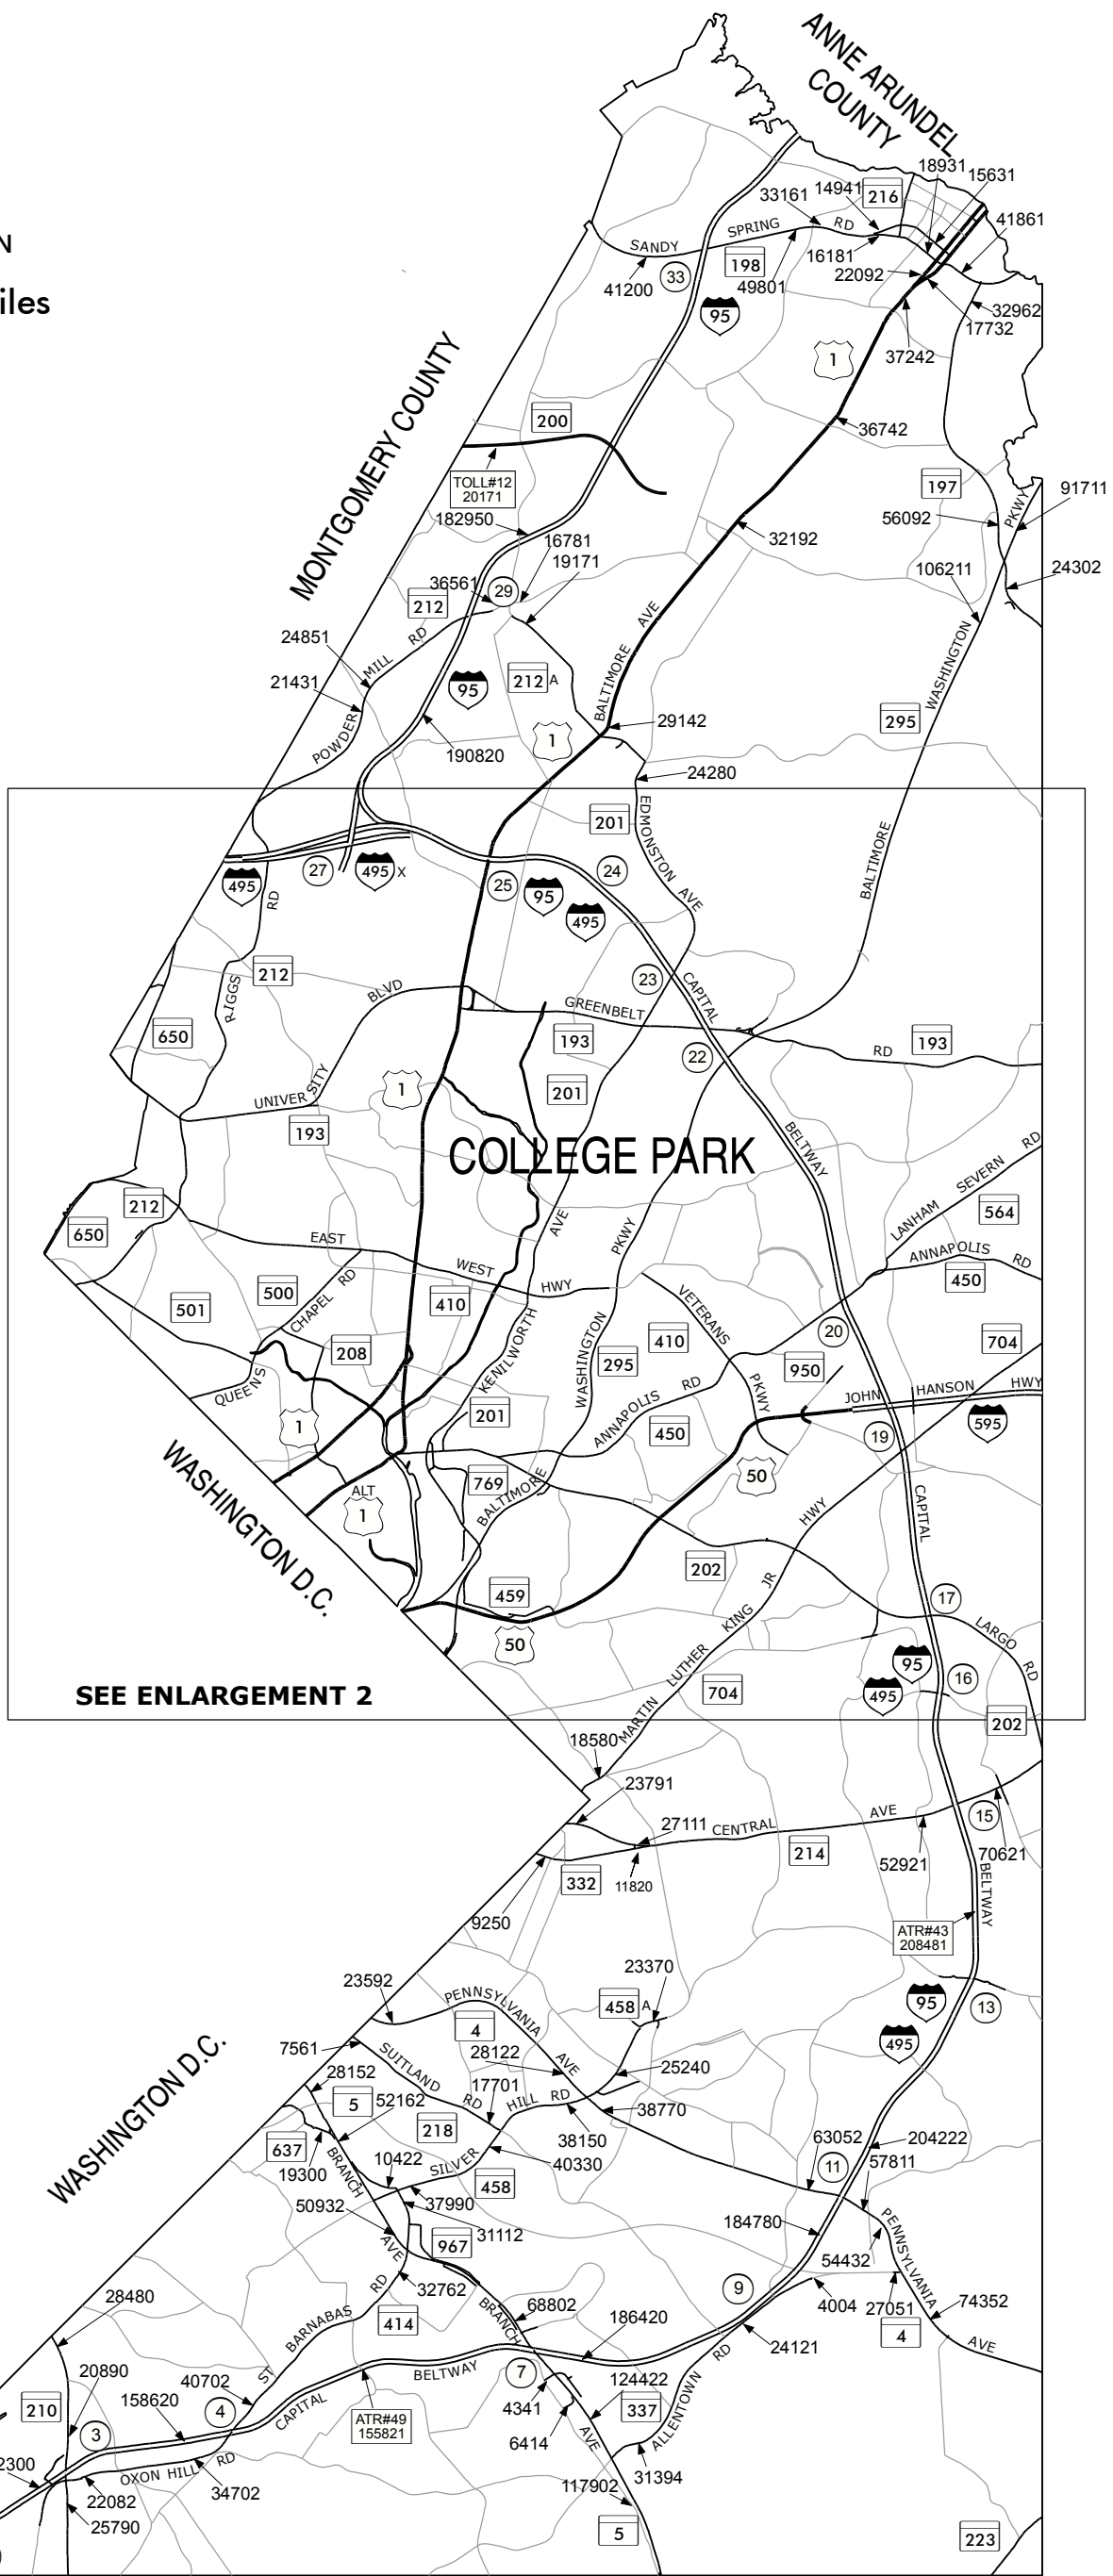 ANNE ARUNDEL
COUNTY
N
iles
18931
15631
33161
14941
216
41861
SANDY
SPRING
RD
198
16181
22092
41200
33
49801
32962
17732
95
1
37242
MONTGOMERY COUNTY
200
36742
TOLL#12
20171
197
PKWY
91711
182950
56092
32192
16781
19171
106211
24302
36561
29
212
24851
MILL
RD
BALTIMORE
AVE
WASHINGTON
21431
95
212 A
295
POWDER
1
29142
190820
24280
EDMONSTON
AVE
201
BALTIMORE
27
495
495 X
25
24
95
495
RD
212
RIGGS
BLVD
23
CAPITAL
GREENBELT
650
193
22
RD
193
UNIVERSITY
1
201
193
COLLEGE PARK
BELTWAY
LANHAM
SEVERN
RD
212
564
650
AVE
PKWY
EAST
WEST
HWY
ANNAPOLIS
RD
450
501
500
CHAPEL
RD
410
VETERANS
PKWY
410
20
704
208
KENILWORTH
WASHINGTON
295
950
QUEENS
ANNAPOLIS
RD
JOHN
HANSON
HWY
1
201
450
19
595
WASHINGTON D.C.
769
BALTIMORE
50
ALT
1
HWY
CAPITAL
202
459
JR
17
50
KING
LARGO
RD
LUTHER
95
16
SEE ENLARGEMENT 2
704
495
MARTIN
202
18580
23791
27111
CENTRAL
AVE
15
214
70621
332
11820
52921
BELTWAY
9250
ATR#43
208481
23592
23370
PENNSYLVANIA
AVE
458 A
95
13
4
495
7561
SUITLAND
RD
28122
25240
28152
17701
HILL
RD
5
52162
38770
WASHINGTON D.C.
637
218
38150
63052
204222
19300
10422
SILVER
40330
11
57811
BRANCH
AVE
458
50932
37990
31112
184780
PENNSYLVANIA
AVE
967
54432
32762
9
28480
RD
BRANCH
AVE
68802
4004
27051
74352
BARNABAS
414
186420
4
20890
ST
24121
40702
BELTWAY
RD
158620
4
7
124422
210
CAPITAL
4341
337
3
ATR#49
155821
6414
ALLENTOWN
2300
OXON HILL
RD
31394
22082
34702
117902
25790
5
223